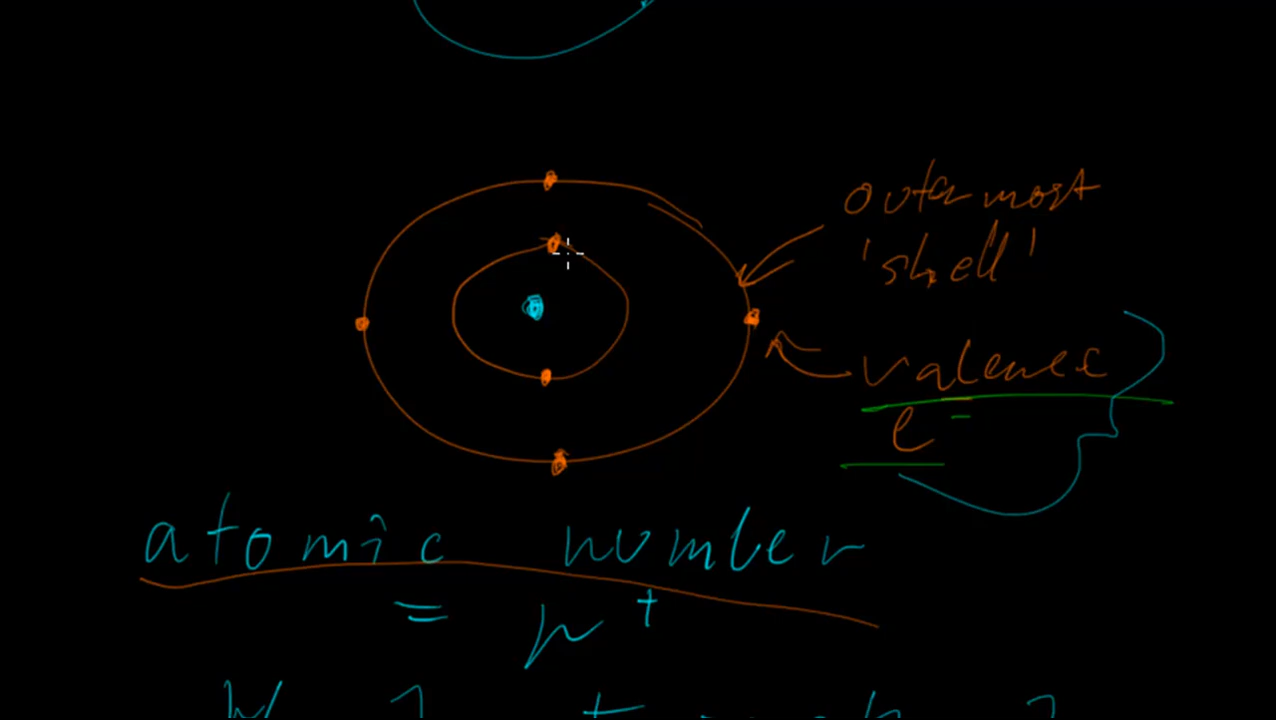 outermost
'shell'
valence
e⁻
atomic number
= p⁺